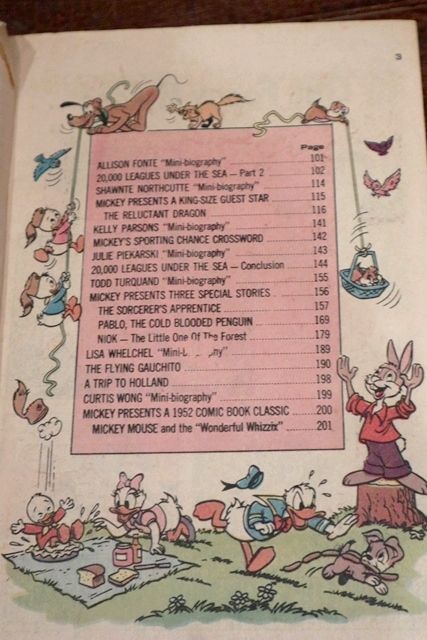 3
Page
ALLISON FONTE "Mini-biography" 101
20,000 LEAGUES UNDER THE SEA — Part 2 102
SHAWNTE NORTHCUTTE "Mini-biography" 114
MICKEY PRESENTS A KING-SIZE GUEST STAR 115
THE RELUCTANT DRAGON 116
KELLY PARSONS "Mini-biography" 141
MICKEY'S SPORTING CHANCE CROSSWORD 142
JULIE PIEKARSKI "Mini-biography" 143
20,000 LEAGUES UNDER THE SEA — Conclusion 144
TODD TURQUAND "Mini-biography" 155
MICKEY PRESENTS THREE SPECIAL STORIES 156
THE SORCERER'S APPRENTICE 157
PABLO, THE COLD BLOODED PENGUIN 169
NIOK — The Little One Of The Forest 179
LISA WHELCHEL 189
THE FLYING GAUCHITO 190
A TRIP TO HOLLAND 198
CURTIS WONG "Mini-biography" 199
MICKEY PRESENTS A 1952 COMIC BOOK CLASSIC 200
MICKEY MOUSE and the "Wonderful Whizzix" 201